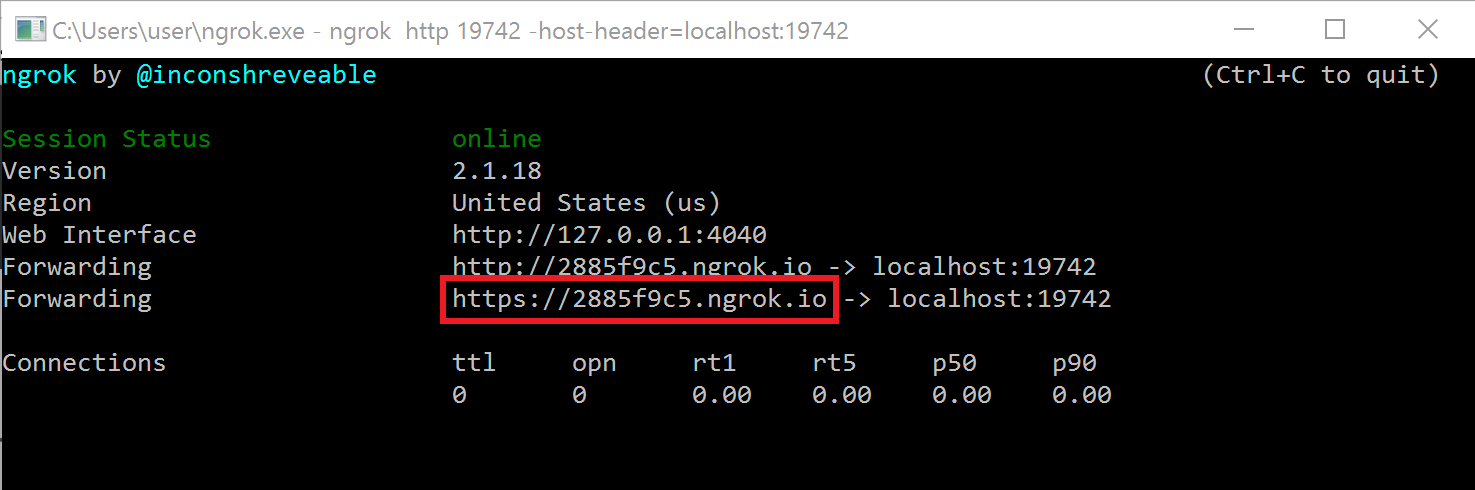 C:\Users\user\ngrok.exe - ngrok  http 19742 -host-header=localhost:19742
ngrok by @inconshreveable (Ctrl+C to quit)
Session Status online
Version 2.1.18
Region United States (us)
Web Interface http://127.0.0.1:4040
Forwarding http://2885f9c5.ngrok.io -> localhost:19742
Forwarding https://2885f9c5.ngrok.io -> localhost:19742
Connections ttl opn rt1 rt5 p50 p90
0 0 0.00 0.00 0.00 0.00